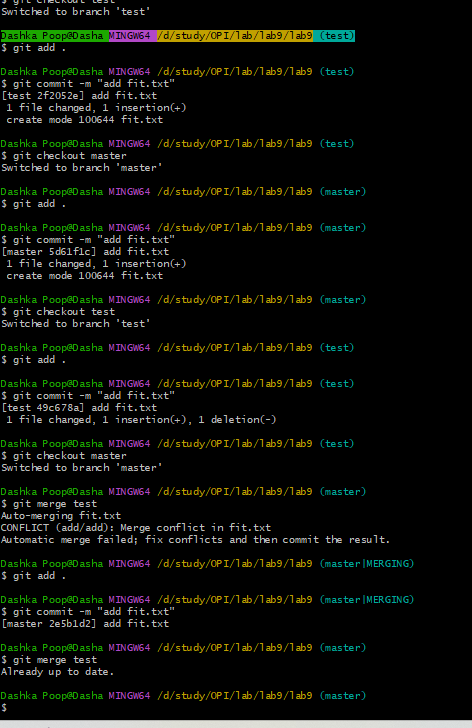 Switched to branch 'test'
Dashka Poop@Dasha MINGW64 /d/study/OPI/lab/lab9/lab9 (test)
$ git add .
Dashka Poop@Dasha MINGW64 /d/study/OPI/lab/lab9/lab9 (test)
$ git commit -m "add fit.txt"
[test 2f2052e] add fit.txt
1 file changed, 1 insertion(+)
create mode 100644 fit.txt
Dashka Poop@Dasha MINGW64 /d/study/OPI/lab/lab9/lab9 (test)
$ git checkout master
Switched to branch 'master'
Dashka Poop@Dasha MINGW64 /d/study/OPI/lab/lab9/lab9 (master)
$ git add .
Dashka Poop@Dasha MINGW64 /d/study/OPI/lab/lab9/lab9 (master)
$ git commit -m "add fit.txt"
[master 5d61f1c] add fit.txt
1 file changed, 1 insertion(+)
create mode 100644 fit.txt
Dashka Poop@Dasha MINGW64 /d/study/OPI/lab/lab9/lab9 (master)
$ git checkout test
Switched to branch 'test'
Dashka Poop@Dasha MINGW64 /d/study/OPI/lab/lab9/lab9 (test)
$ git add .
Dashka Poop@Dasha MINGW64 /d/study/OPI/lab/lab9/lab9 (test)
$ git commit -m "add fit.txt"
[test 49c678a] add fit.txt
1 file changed, 1 insertion(+), 1 deletion(-)
Dashka Poop@Dasha MINGW64 /d/study/OPI/lab/lab9/lab9 (test)
$ git checkout master
Switched to branch 'master'
Dashka Poop@Dasha MINGW64 /d/study/OPI/lab/lab9/lab9 (master)
$ git merge test
Auto-merging fit.txt
CONFLICT (add/add): Merge conflict in fit.txt
Automatic merge failed; fix conflicts and then commit the result.
Dashka Poop@Dasha MINGW64 /d/study/OPI/lab/lab9/lab9 (master|MERGING)
$ git add .
Dashka Poop@Dasha MINGW64 /d/study/OPI/lab/lab9/lab9 (master|MERGING)
$ git commit -m "add fit.txt"
[master 2e5b1d2] add fit.txt
Dashka Poop@Dasha MINGW64 /d/study/OPI/lab/lab9/lab9 (master)
$ git merge test
Already up to date.
Dashka Poop@Dasha MINGW64 /d/study/OPI/lab/lab9/lab9 (master)
$